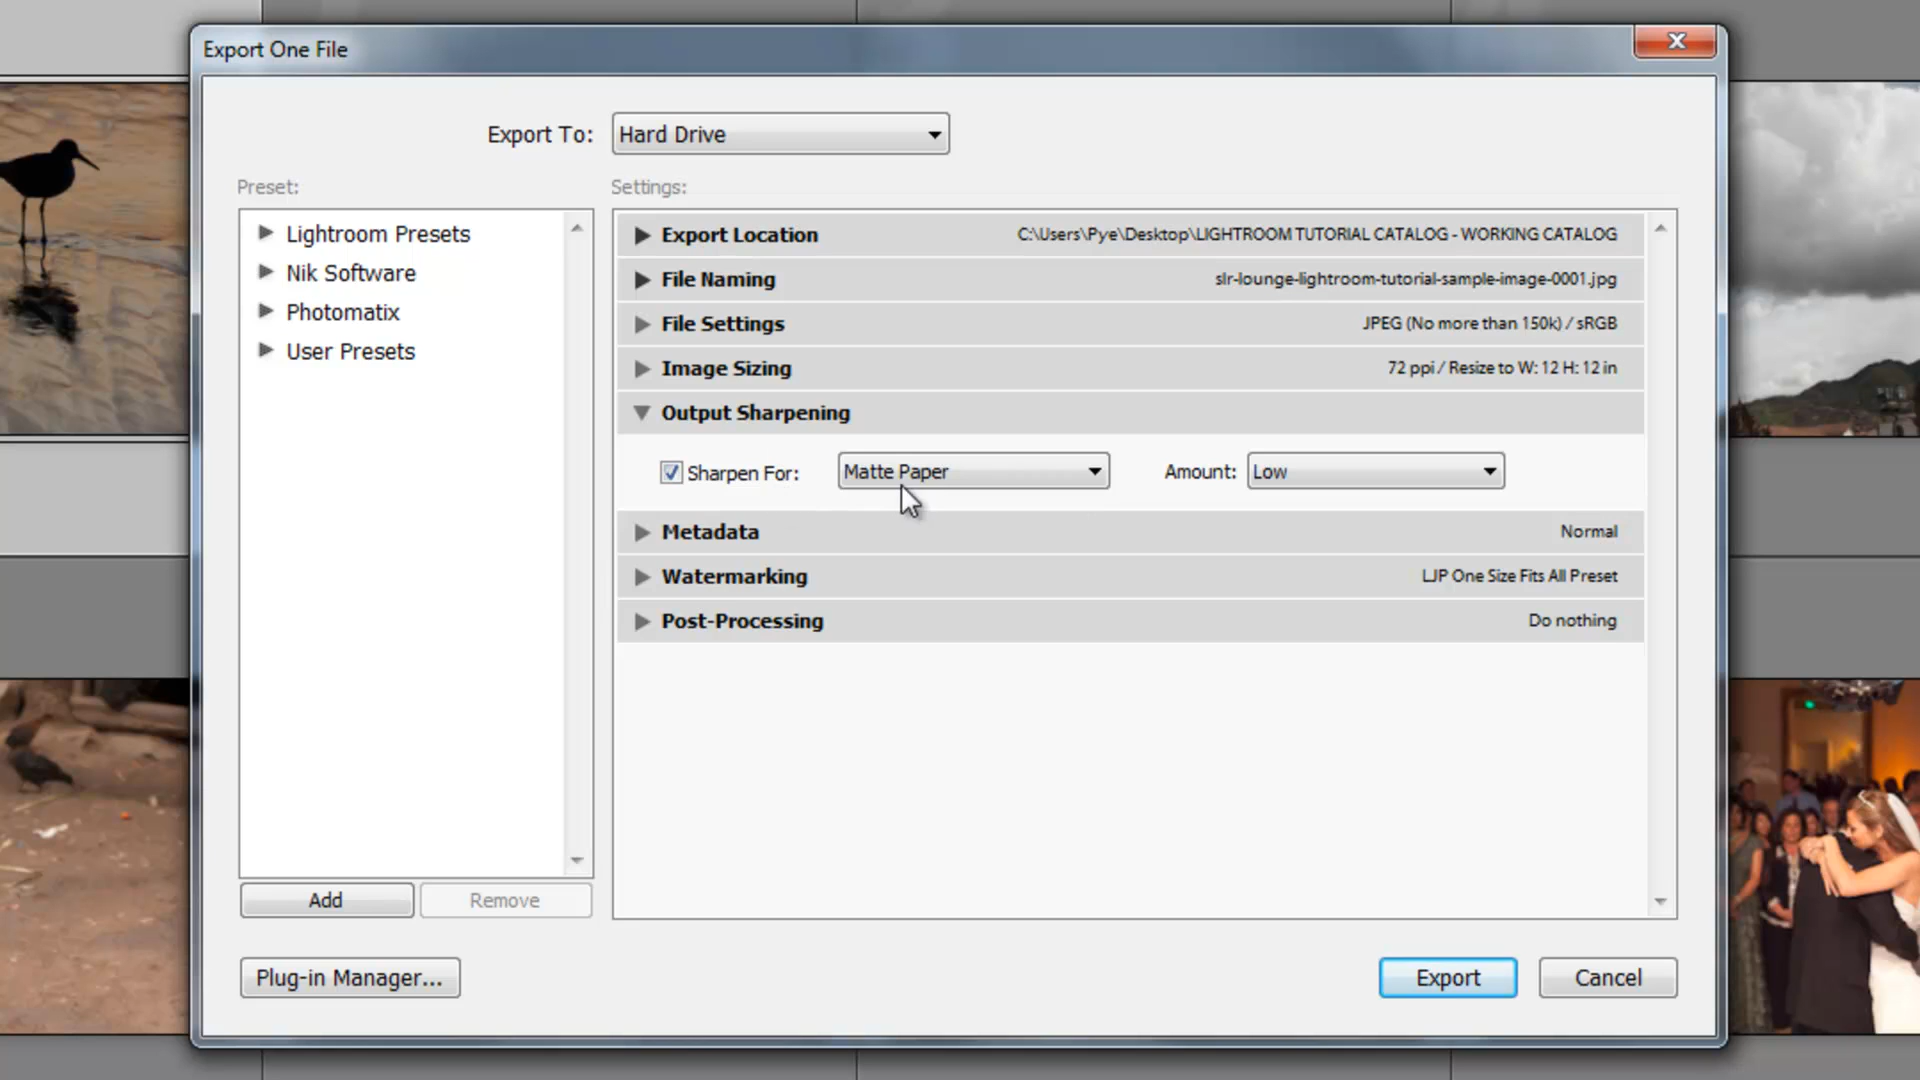 Export One File
Export To: Hard Drive
Preset:
Lightroom Presets
Nik Software
Photomatix
User Presets
Add Remove
Settings:
Export Location C:\Users\Pye\Desktop\LIGHTROOM TUTORIAL CATALOG - WORKING CATALOG
File Naming slr-lounge-lightroom-tutorial-sample-image-0001.jpg
File Settings JPEG (No more than 150k) / sRGB
Image Sizing 72 ppi / Resize to W: 12 H: 12 in
Output Sharpening
Sharpen For: Matte Paper Amount: Low
Metadata Normal
Watermarking LJP One Size Fits All Preset
Post-Processing Do nothing
Plug-in Manager... Export Cancel